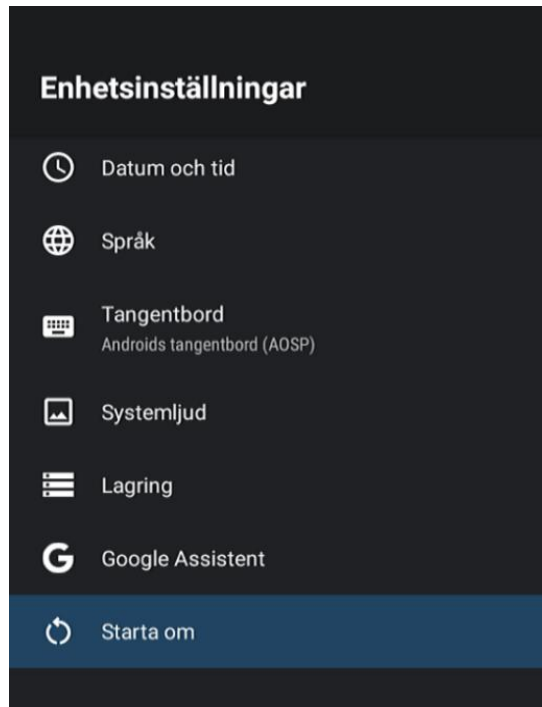 Enhetsinställningar
Datum och tid
Språk
Tangentbord
Androids tangentbord (AOSP)
Systemljud
Lagring
Google Assistent
Starta om